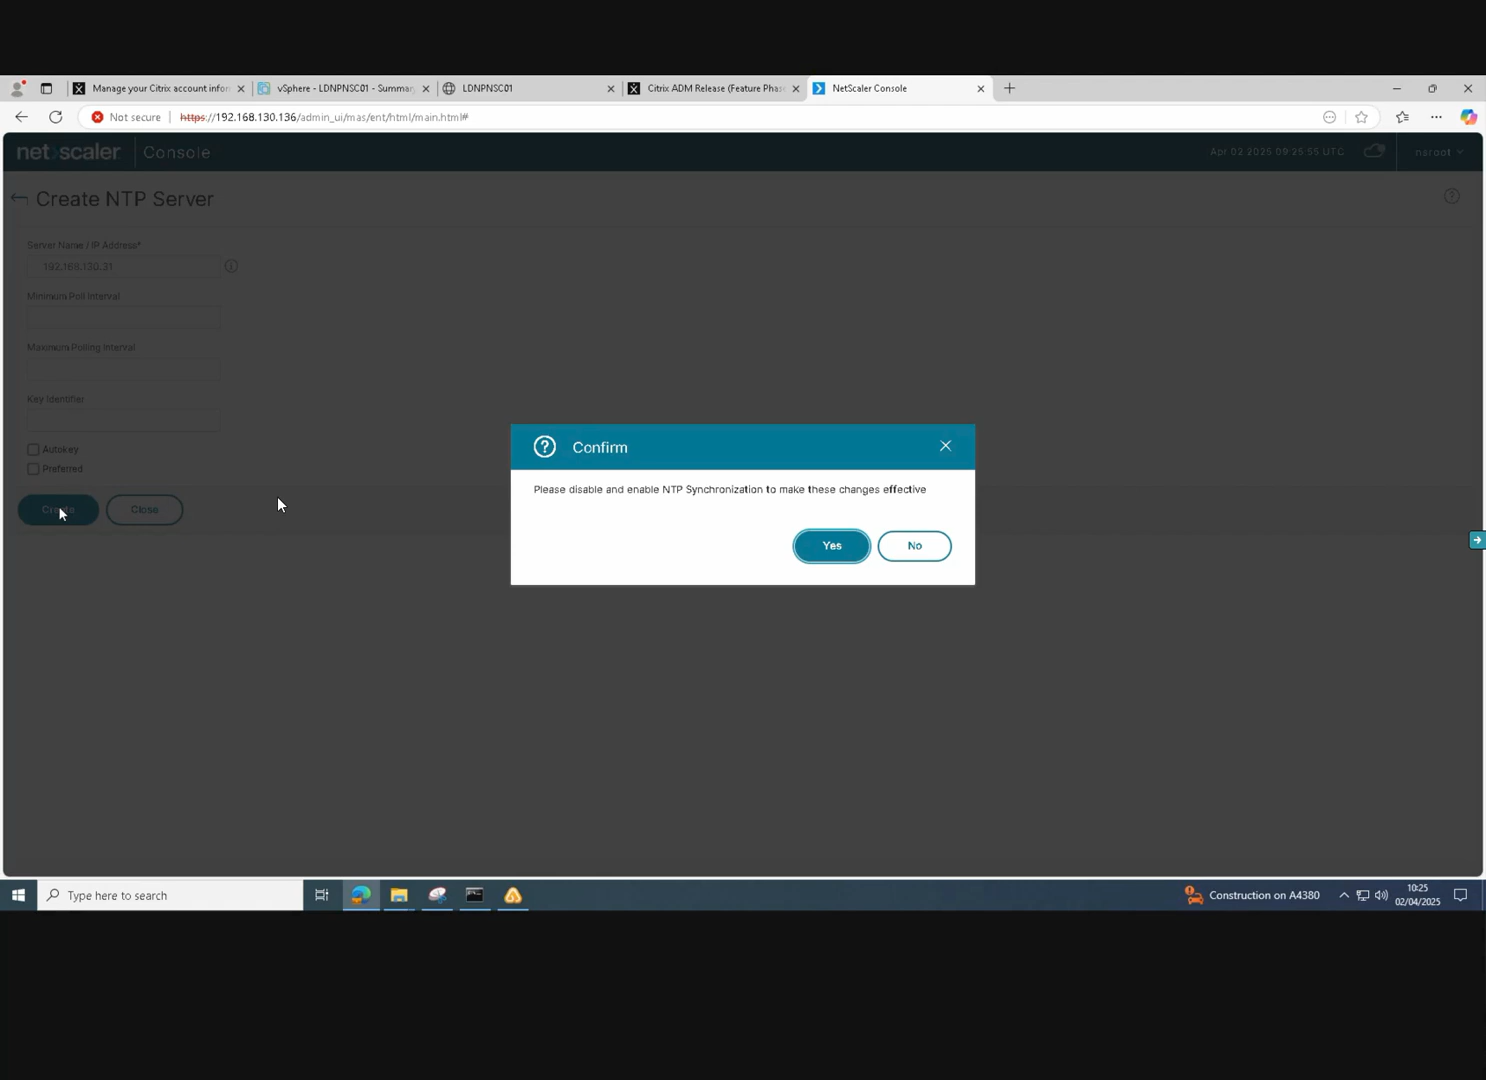 Manage your Citrix account infor
vSphere - LDNPNSC01 - Summar
LDNPNSC01
Citrix ADM Release (Feature Phase
NetScaler Console
Not secure
https://192.168.130.136/admin_ui/mas/ent/html/main.html#
netscaler Console
Apr 02 2025 09:25:55 UTC
nsroot
Create NTP Server
Server Name / IP Address*
192.168.130.31
Minimum Poll Interval
Maximum Polling Interval
Key Identifier
Autokey
Preferred
Create
Close
Confirm
Please disable and enable NTP Synchronization to make these changes effective
Yes
No
Type here to search
Construction on A4380
10:25
02/04/2025